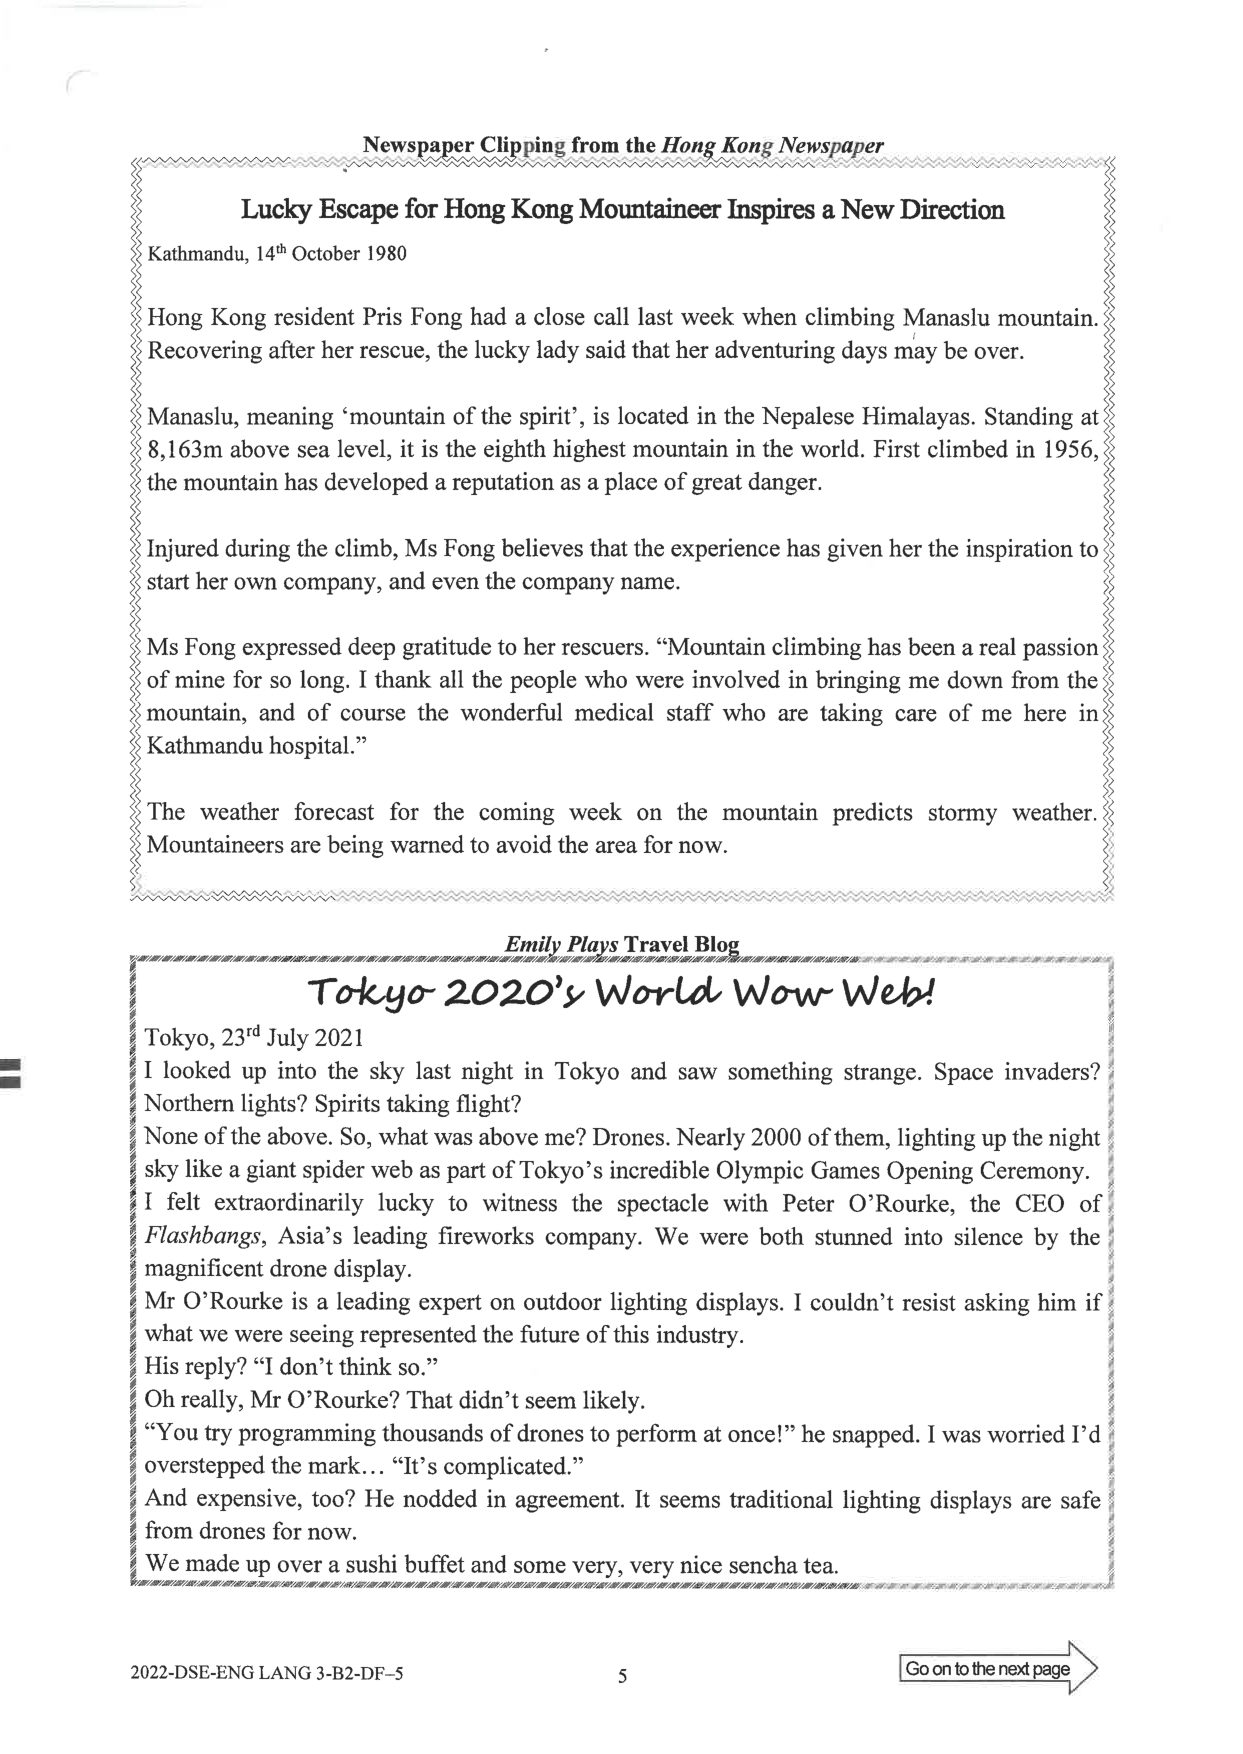 Newspaper Clipping from the Hong Kong Newspaper
Lucky Escape for Hong Kong Mountaineer Inspires a New Direction
Kathmandu, 14th October 1980
Hong Kong resident Pris Fong had a close call last week when climbing Manaslu mountain.
Recovering after her rescue, the lucky lady said that her adventuring days may be over.
Manaslu, meaning ‘mountain of the spirit’, is located in the Nepalese Himalayas. Standing at
8,163m above sea level, it is the eighth highest mountain in the world. First climbed in 1956,
the mountain has developed a reputation as a place of great danger.
Injured during the climb, Ms Fong believes that the experience has given her the inspiration to
start her own company, and even the company name.
Ms Fong expressed deep gratitude to her rescuers. “Mountain climbing has been a real passion
of mine for so long. I thank all the people who were involved in bringing me down from the
mountain, and of course the wonderful medical staff who are taking care of me here in
Kathmandu hospital.”
The weather forecast for the coming week on the mountain predicts stormy weather.
Mountaineers are being warned to avoid the area for now.
Emily Plays Travel Blog
Tokyo 2020’s World Wow Web!
Tokyo, 23rd July 2021
I looked up into the sky last night in Tokyo and saw something strange. Space invaders?
Northern lights? Spirits taking flight?
None of the above. So, what was above me? Drones. Nearly 2000 of them, lighting up the night
sky like a giant spider web as part of Tokyo’s incredible Olympic Games Opening Ceremony.
I felt extraordinarily lucky to witness the spectacle with Peter O’Rourke, the CEO of
Flashbangs, Asia’s leading fireworks company. We were both stunned into silence by the
magnificent drone display.
Mr O’Rourke is a leading expert on outdoor lighting displays. I couldn’t resist asking him if
what we were seeing represented the future of this industry.
His reply? “I don’t think so.”
Oh really, Mr O’Rourke? That didn’t seem likely.
“You try programming thousands of drones to perform at once!” he snapped. I was worried I’d
overstepped the mark… “It’s complicated.”
And expensive, too? He nodded in agreement. It seems traditional lighting displays are safe
from drones for now.
We made up over a sushi buffet and some very, very nice sencha tea.
2022-DSE-ENG LANG 3-B2-DF–5
5
Go on to the next page